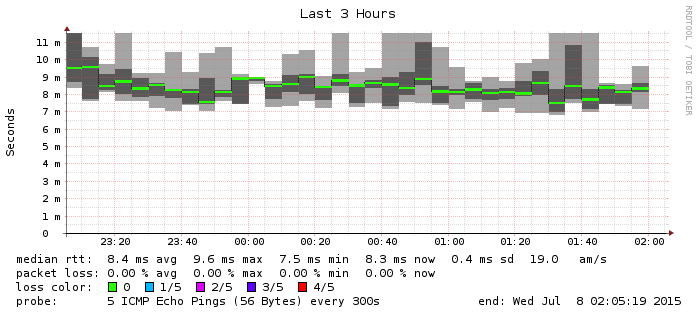 Last 3 Hours
RRDTOOL / TOBI OETIKER
Seconds
11 m
10 m
9 m
8 m
7 m
6 m
5 m
4 m
3 m
2 m
1 m
0
23:20 23:40 00:00 00:20 00:40 01:00 01:20 01:40 02:00
median rtt: 8.4 ms avg 9.6 ms max 7.5 ms min 8.3 ms now 0.4 ms sd 19.0 am/s
packet loss: 0.00 % avg 0.00 % max 0.00 % min 0.00 % now
loss color: 0 1/5 2/5 3/5 4/5
probe: 5 ICMP Echo Pings (56 Bytes) every 300s end: Wed Jul 8 02:05:19 2015